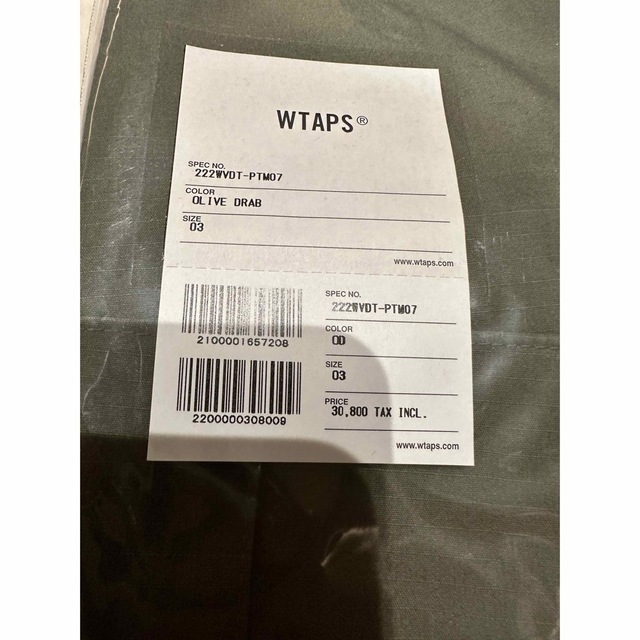 WTAPS®
SPEC NO.
222WVDT-PTM07
COLOR
OLIVE DRAB
SIZE
03
www.wtaps.com
2100001657208
2200000308009
SPEC NO.
222WVDT-PTM07
COLOR
OD
SIZE
03
PRICE
30,800 TAX INCL.
www.wtaps.com